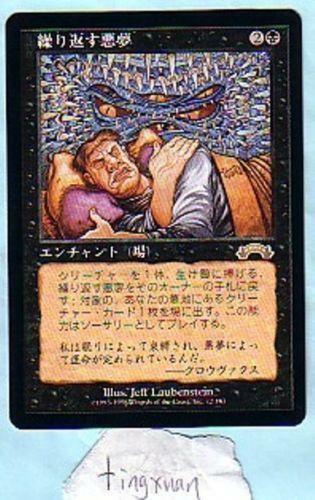 繰り返す悪夢 2
エンチャント(場)
クリーチャーを1体、生け贄に捧げる,
繰り返す悪夢をそのオーナーの手札に戻
す:対象の、あなたの墓地にあるクリー
チャー・カード1枚を場に出す。この能
力はソーサリーとしてプレイする。
私は眠りによって束縛され、悪夢によっ
て運命が定められているんだ。
――クロウヴァクス
Illus. Jeff Laubenstein
tingxuan